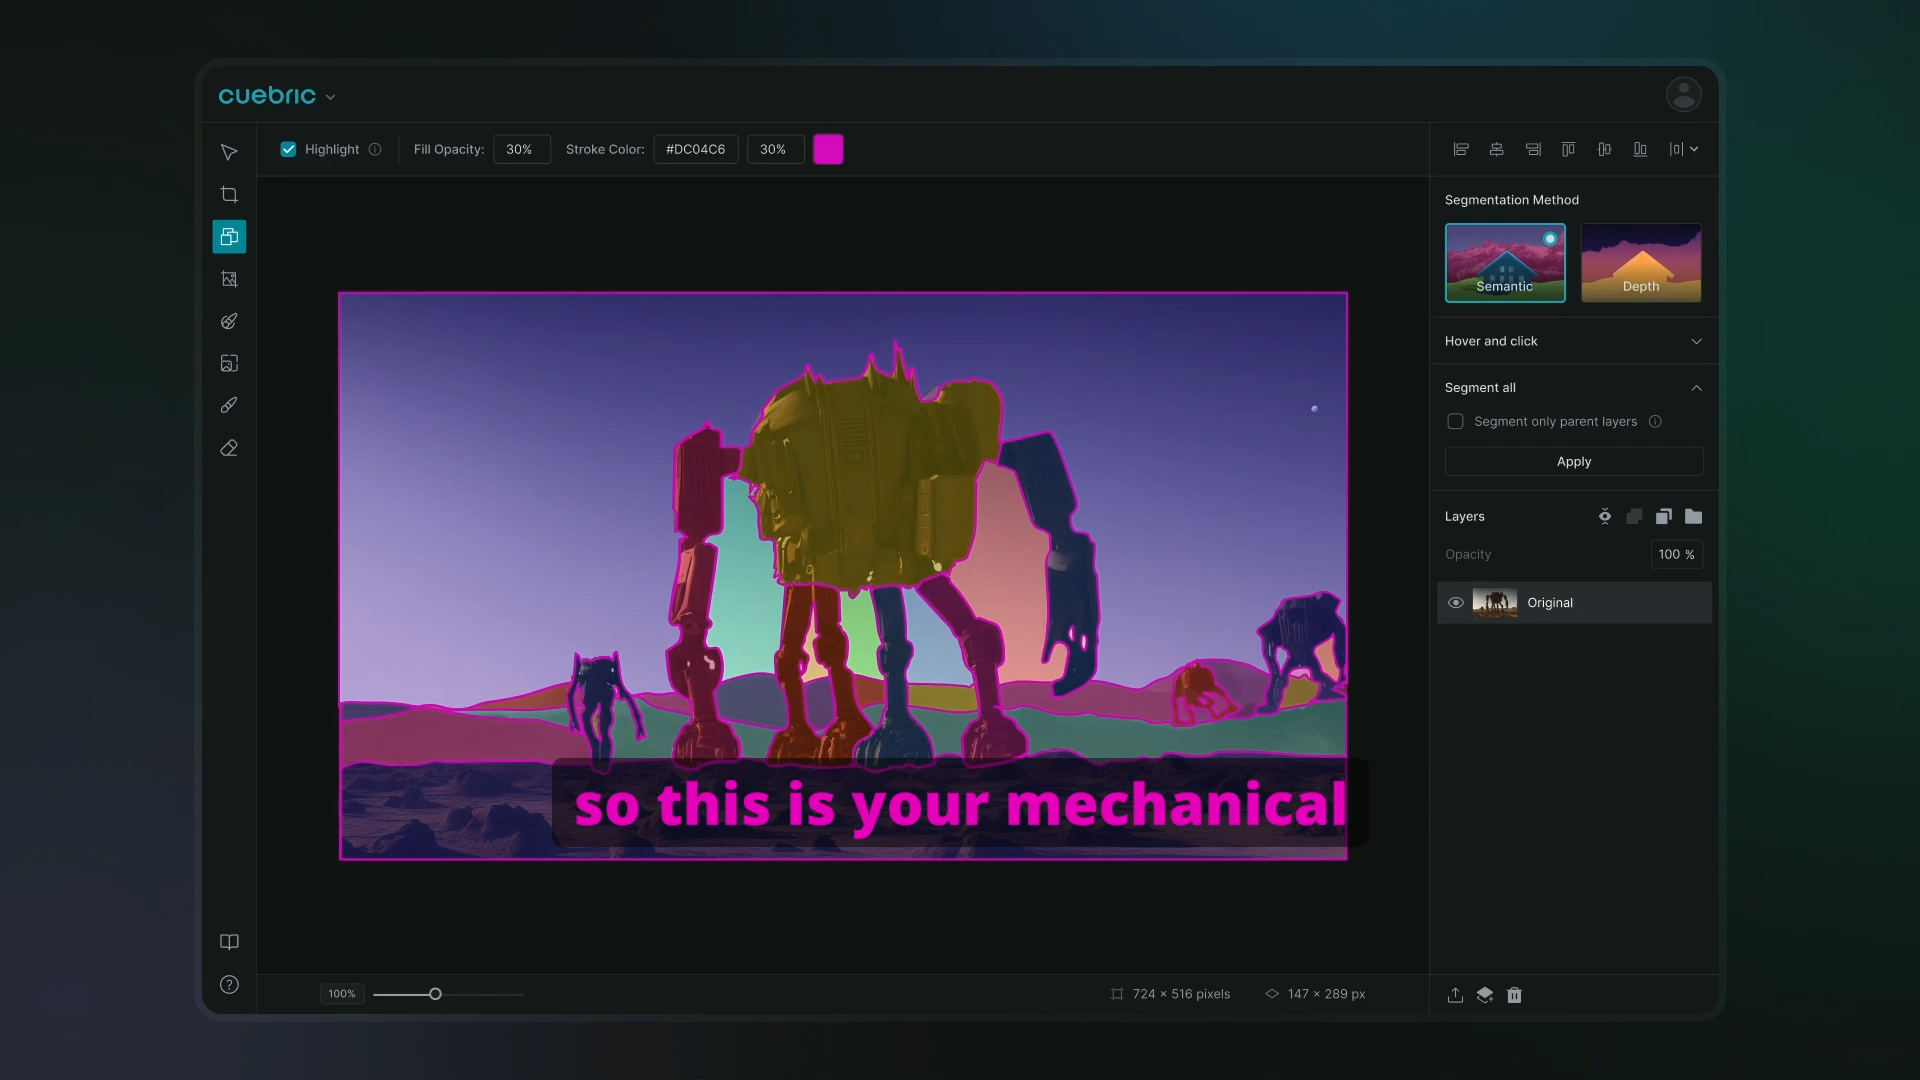 cuebric
Highlight
Fill Opacity: 30%
Stroke Color: #DC04C6 30%
Segmentation Method
Semantic
Depth
Hover and click
Segment all
Segment only parent layers
Apply
Layers
Opacity
100 %
Original
so this is your mechanical
100%
724 × 516 pixels
147 × 289 px